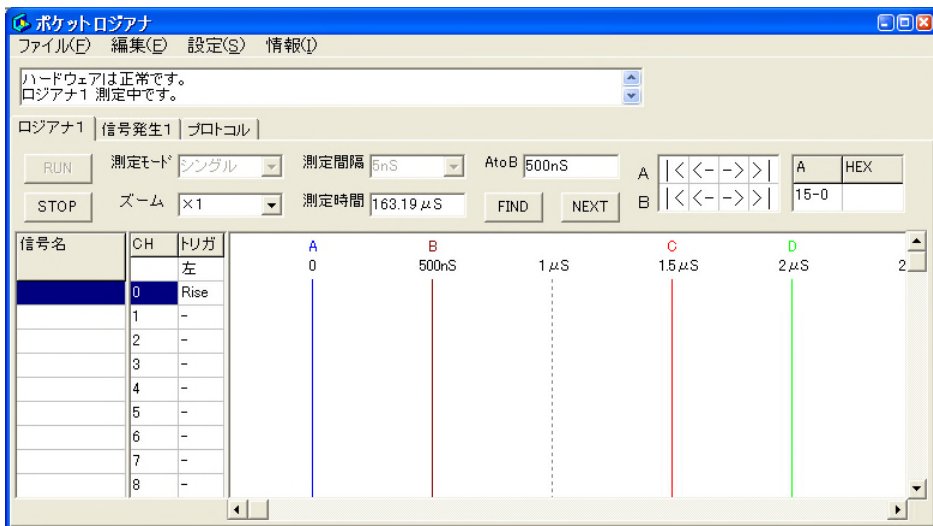 ポケットロジアナ
ファイル(F) 編集(E) 設定(S) 情報(I)
ハードウェアは正常です。
ロジアナ1 測定中です。
ロジアナ1 信号発生1 プロトコル
RUN 測定モード シングル 測定間隔 5nS AtoB 500nS A |< <- -> >| A HEX
STOP ズーム ×1 測定時間 163.19μS FIND NEXT B |< <- -> >| 15-0
信号名 CH トリガ A B C D
左 0 500nS 1μS 1.5μS 2μS 2
0 Rise
1 -
2 -
3 -
4 -
5 -
6 -
7 -
8 -